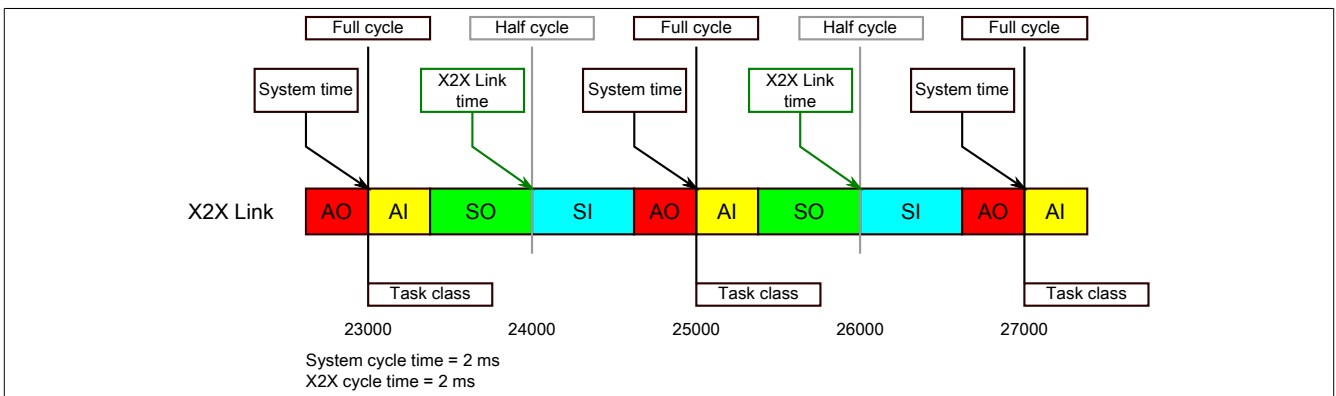 Full cycle
Half cycle
Full cycle
Half cycle
Full cycle
System time
X2X Link
time
System time
X2X Link
time
System time
X2X Link
AO
AI
SO
SI
AO
AI
SO
SI
AO
AI
Task class
Task class
Task class
23000
24000
25000
26000
27000
System cycle time = 2 ms
X2X cycle time = 2 ms